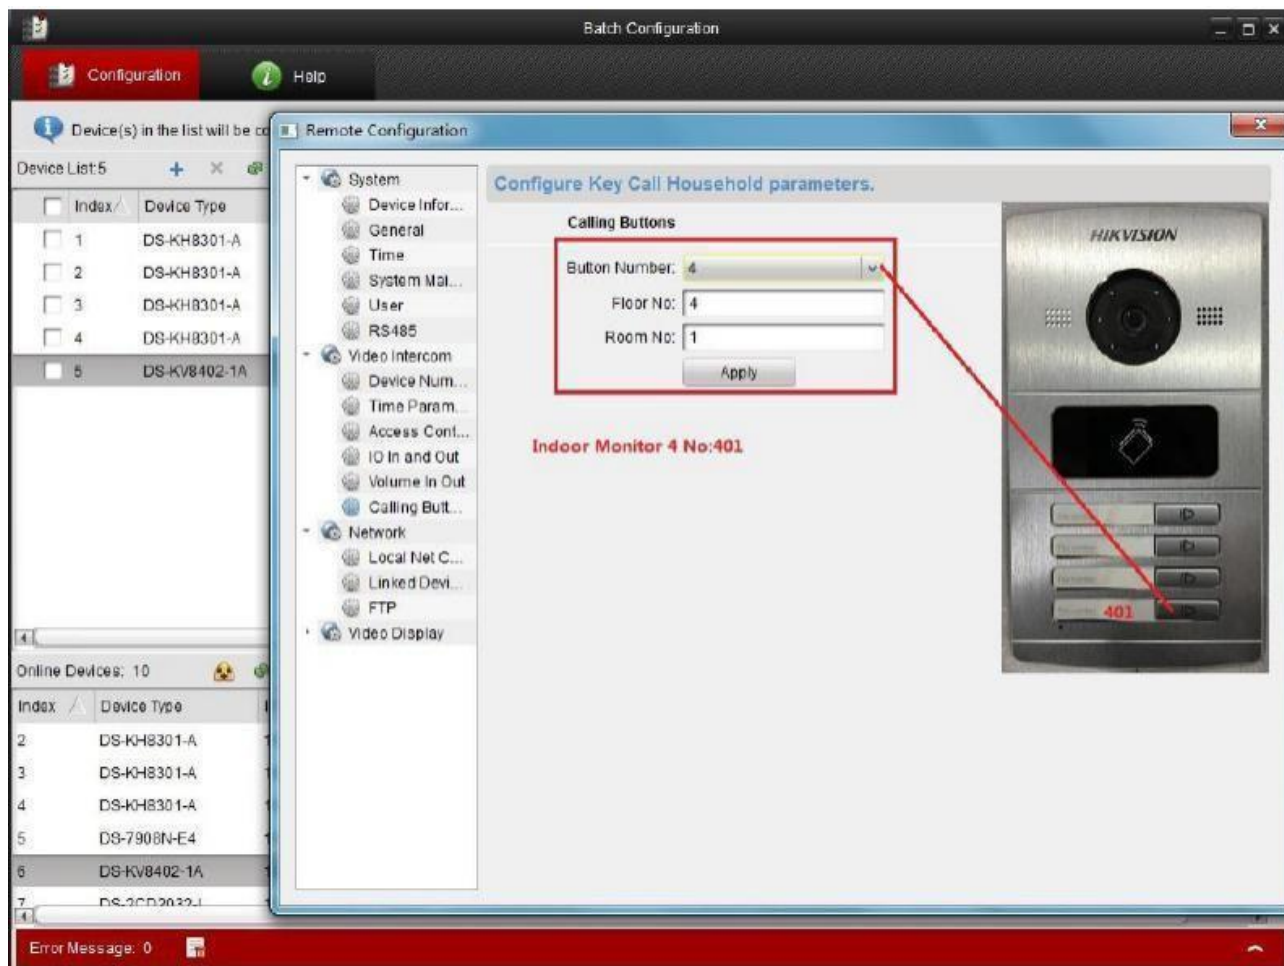 Batch Configuration
Configuration
Help
Device(s) in the list will be co
Remote Configuration
Device List:5
Index
Device Type
1 DS-KH8301-A
2 DS-KH8301-A
3 DS-KH8301-A
4 DS-KH8301-A
5 DS-KV8402-1A
Online Devices: 10
Index
Device Type
2 DS-KH8301-A
3 DS-KH8301-A
4 DS-KH8301-A
5 DS-7908N-E4
6 DS-KV8402-1A
7 DS-2CD2032-I
System
Device Infor...
General
Time
System Mai...
User
RS485
Video Intercom
Device Num...
Time Param...
Access Cont...
IO In and Out
Volume In Out
Calling Butt...
Network
Local Net C...
Linked Devi...
FTP
Video Display
Configure Key Call Household parameters.
Calling Buttons
Button Number: 4
Floor No: 4
Room No: 1
Apply
Indoor Monitor 4 No:401
HIKVISION
401
Error Message: 0